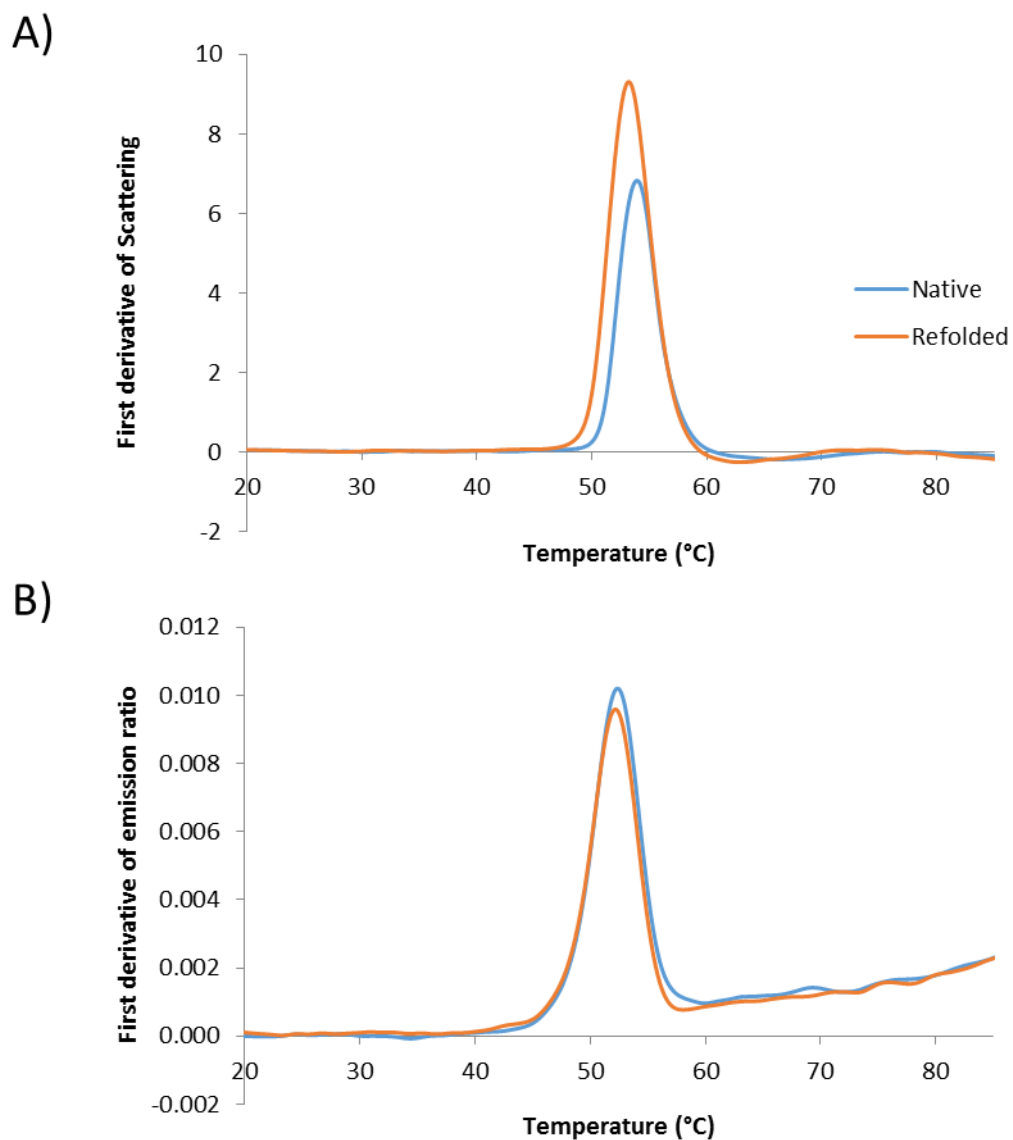 A)
First derivative of Scattering
10
8
6
4
2
0
-2
20 30 40 50 60 70 80
Temperature (°C)
Native
Refolded
B)
First derivative of emission ratio
0.012
0.010
0.008
0.006
0.004
0.002
0.000
-0.002
20 30 40 50 60 70 80
Temperature (°C)